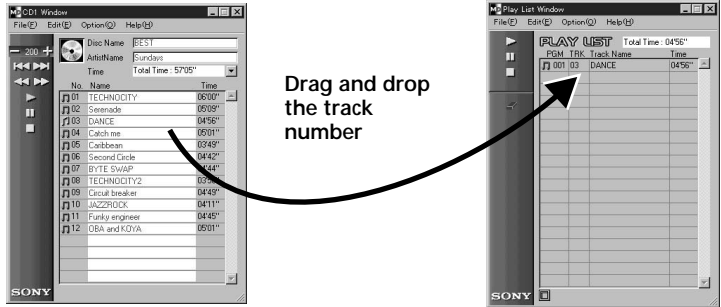 CD1 Window
File(F) Edit(E) Option(O) Help(H)
200
Disc Name BEST
ArtistName Sundays
Time Total Time : 57'05"
No. Name Time
01 TECHNOCITY 06'00"
02 Serenade 05'09"
03 DANCE 04'56"
04 Catch me 05'01"
05 Caribbean 03'49"
06 Second Circle 04'42"
07 BYTE SWAP 44"
08 TECHNOCITY2
09 Circuit breaker 04'49"
10 JAZZROCK 04'11"
11 Funky engineer 04'45"
12 OBA and KOYA 05'01"
SONY
Drag and drop
the track
number
Play List Window
File(F) Edit(E) Option(O) Help(H)
PLAY LIST Total Time : 04'56"
PGM TRK Track Name Time
001 03 DANCE 04'56"
SONY